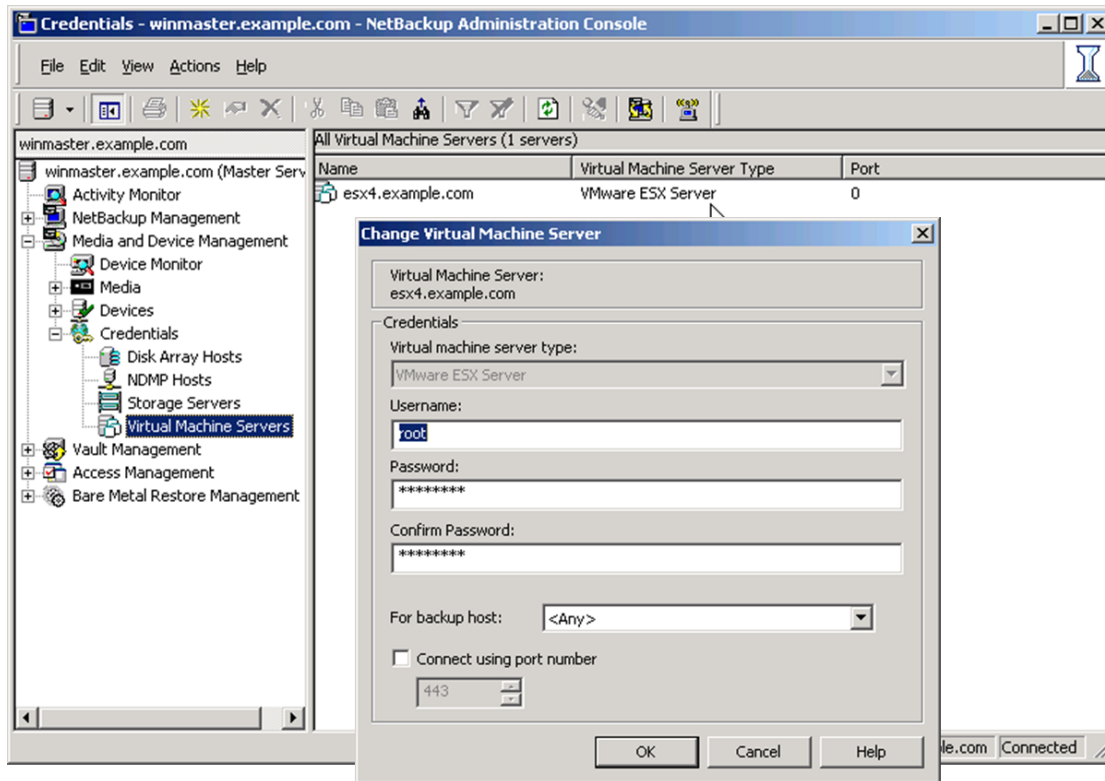 Credentials - winmaster.example.com - NetBackup Administration Console
File Edit View Actions Help
winmaster.example.com
winmaster.example.com (Master Serv
Activity Monitor
NetBackup Management
Media and Device Management
Device Monitor
Media
Devices
Credentials
Disk Array Hosts
NDMP Hosts
Storage Servers
Virtual Machine Servers
Vault Management
Access Management
Bare Metal Restore Management
All Virtual Machine Servers (1 servers)
Name Virtual Machine Server Type Port
esx4.example.com VMware ESX Server 0
Change Virtual Machine Server
Virtual Machine Server:
esx4.example.com
Credentials
Virtual machine server type:
VMware ESX Server
Username:
root
Password:
********
Confirm Password:
********
For backup host: <Any>
Connect using port number
443
OK Cancel Help
le.com Connected